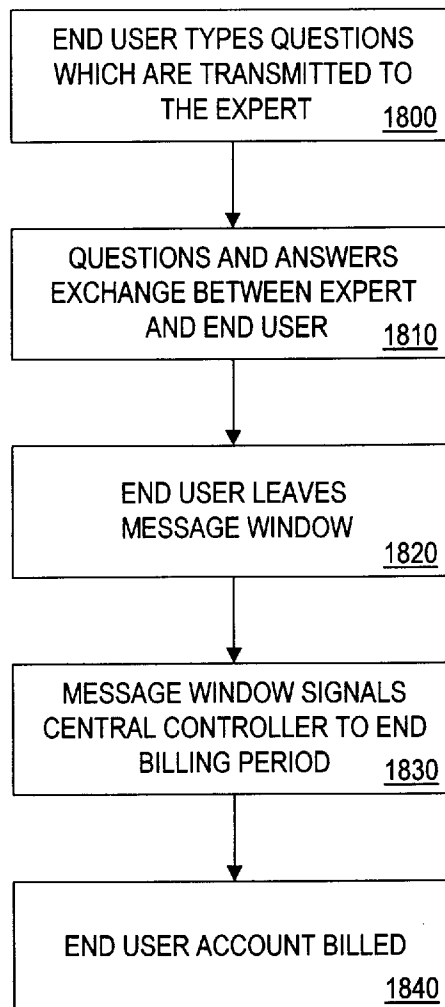 END USER TYPES QUESTIONS
WHICH ARE TRANSMITTED TO
THE EXPERT
1800
QUESTIONS AND ANSWERS
EXCHANGE BETWEEN EXPERT
AND END USER
1810
END USER LEAVES
MESSAGE WINDOW
1820
MESSAGE WINDOW SIGNALS
CENTRAL CONTROLLER TO END
BILLING PERIOD
1830
END USER ACCOUNT BILLED
1840